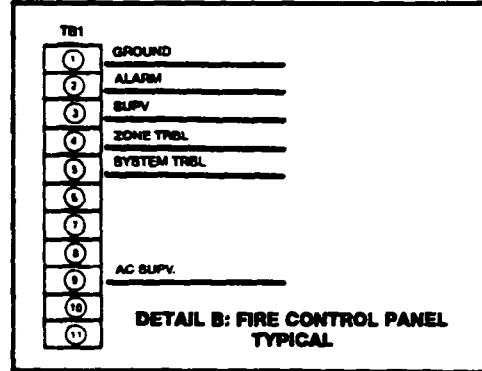 TB1
1 GROUND
2 ALARM
3 SUPV
4 ZONE TRBL
5 SYSTEM TRBL
6
7
8
9 AC SUPV.
10
11
DETAIL B: FIRE CONTROL PANEL
TYPICAL